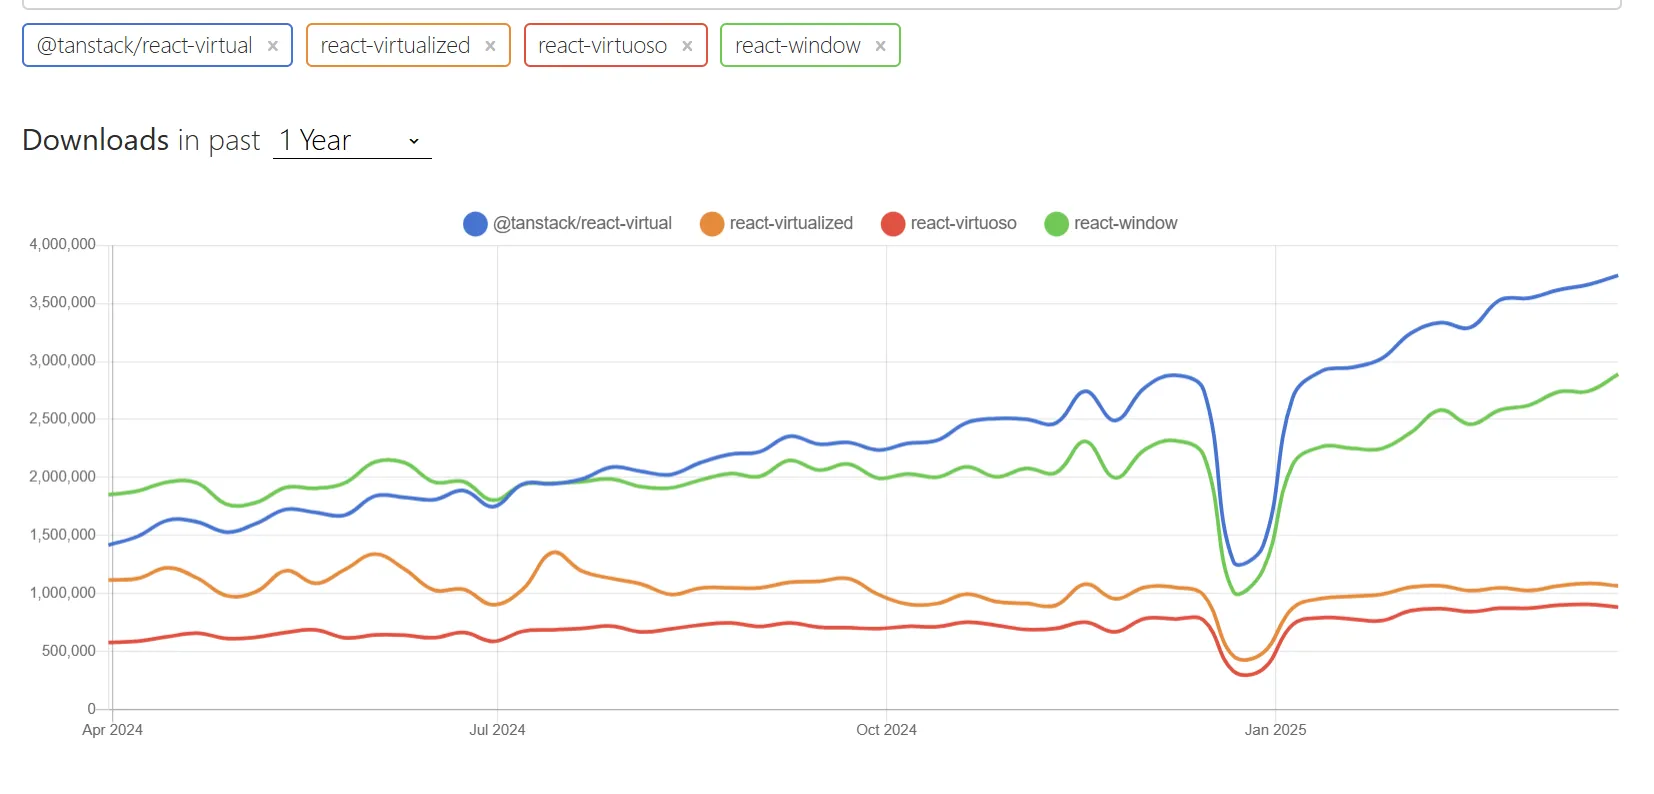 @tanstack/react-virtual × react-virtualized × react-virtuoso × react-window ×
Downloads in past 1 Year
@tanstack/react-virtual react-virtualized react-virtuoso react-window
4,000,000
3,500,000
3,000,000
2,500,000
2,000,000
1,500,000
1,000,000
500,000
0
Apr 2024 Jul 2024 Oct 2024 Jan 2025